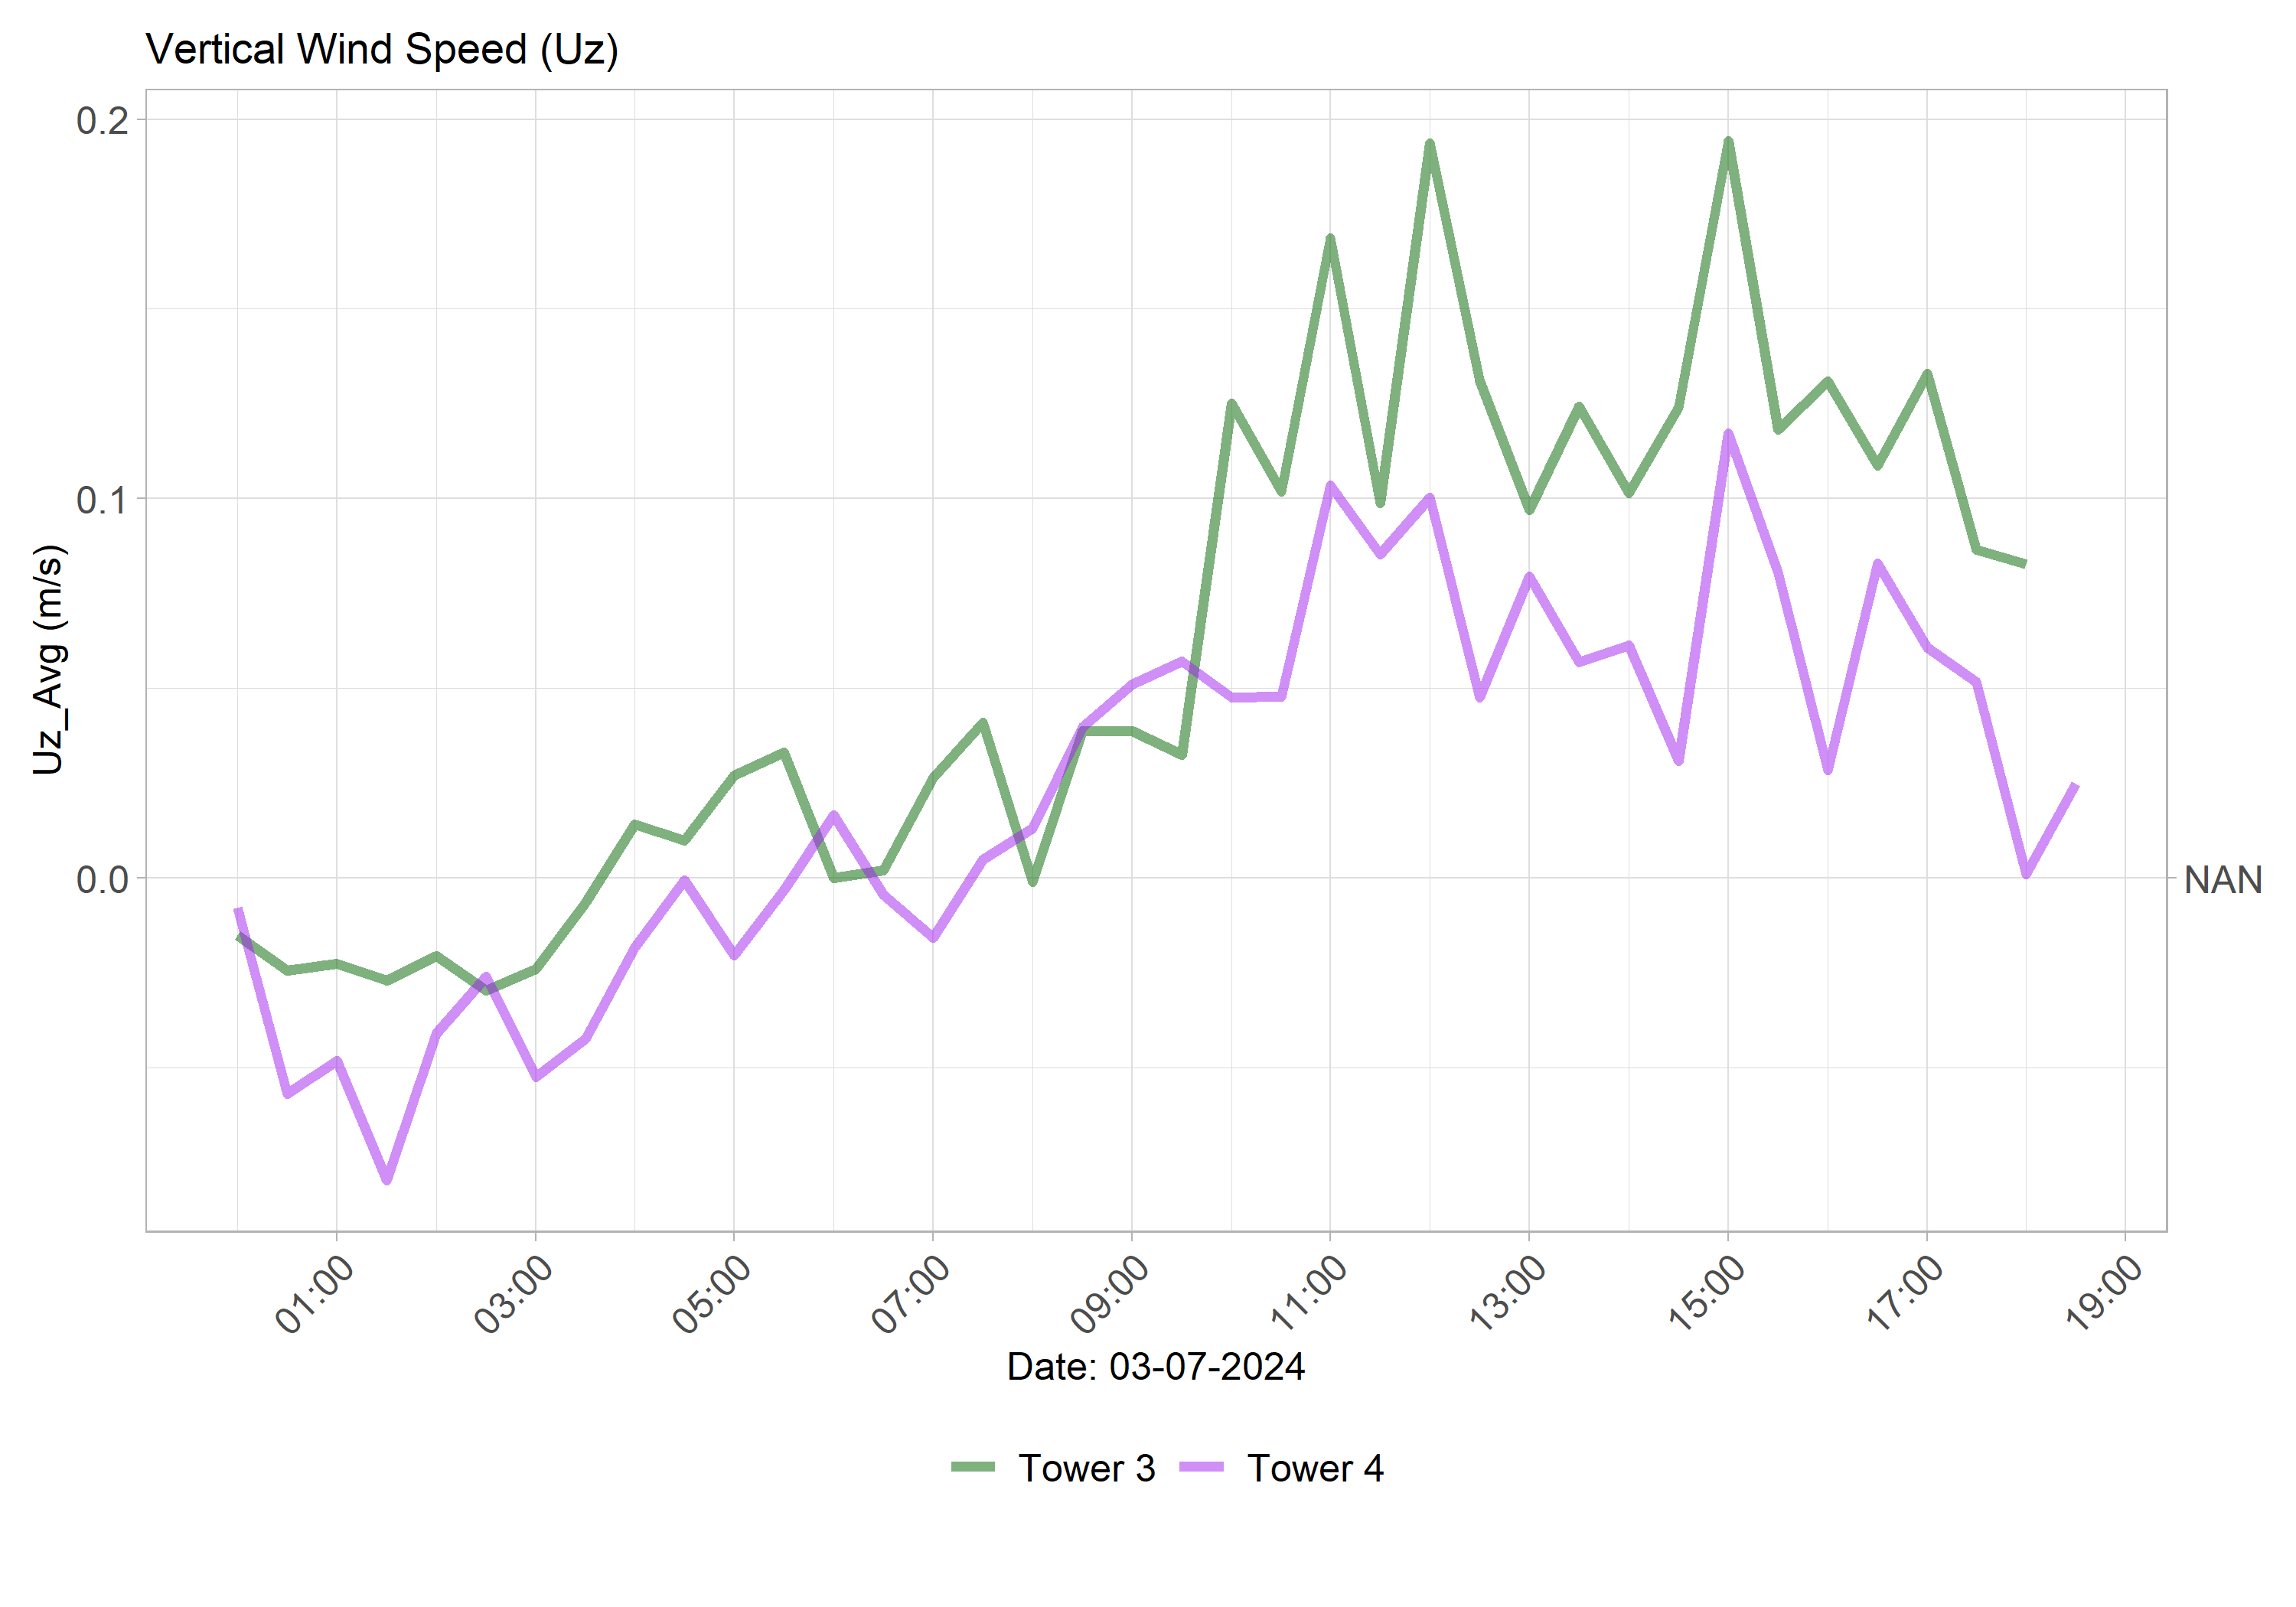 Vertical Wind Speed (Uz)
0.2
0.1
0.0
Uz_Avg (m/s)
NAN
01:00 03:00 05:00 07:00 09:00 11:00 13:00 15:00 17:00 19:00
Date: 03-07-2024
Tower 3 Tower 4